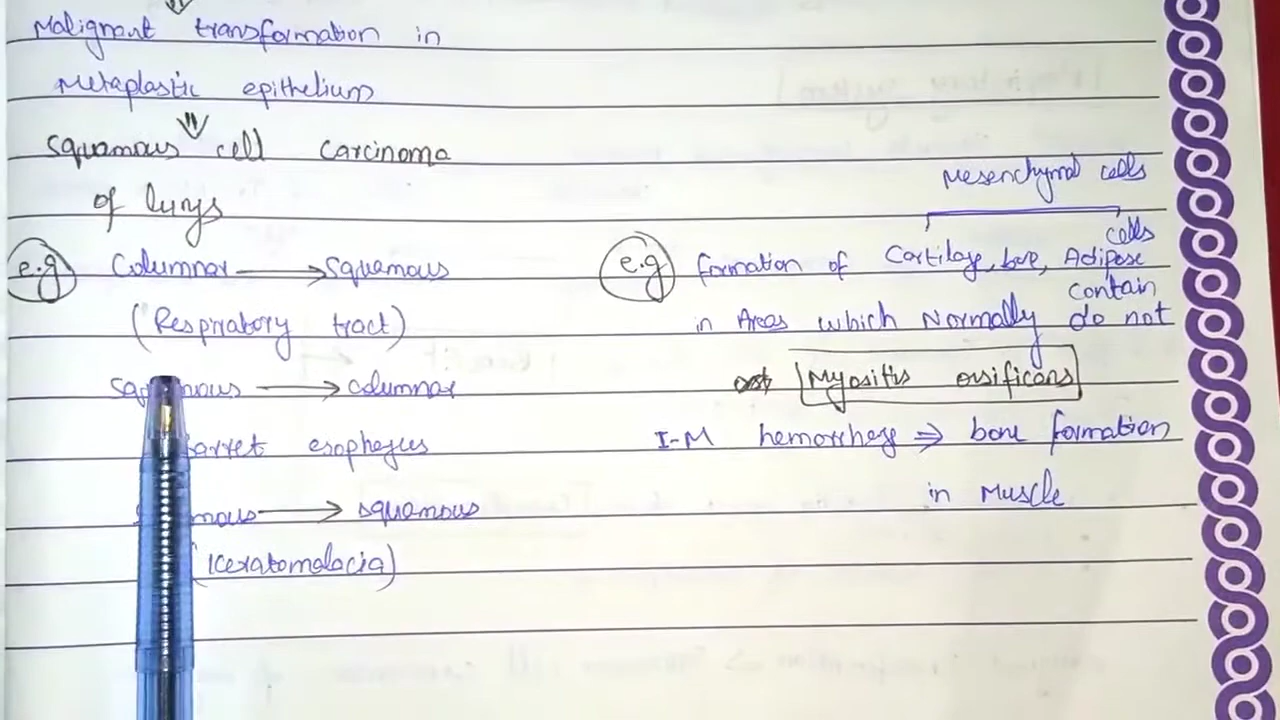 Malignant transformation in
Metaplastic epithelium
squamous cell carcinoma
of lungs
e.g Columnar → squamous
(Respiratory tract)
→ columnar
esophagus
→ squamous
(Keratomalacia)
Mesenchymal cells
cells
e.g formation of Cartilage, bone, Adipose
contain
in Areas which Normally do not
Myositis ossificans
I-M hemorrhage ⇒ bone formation
in Muscle